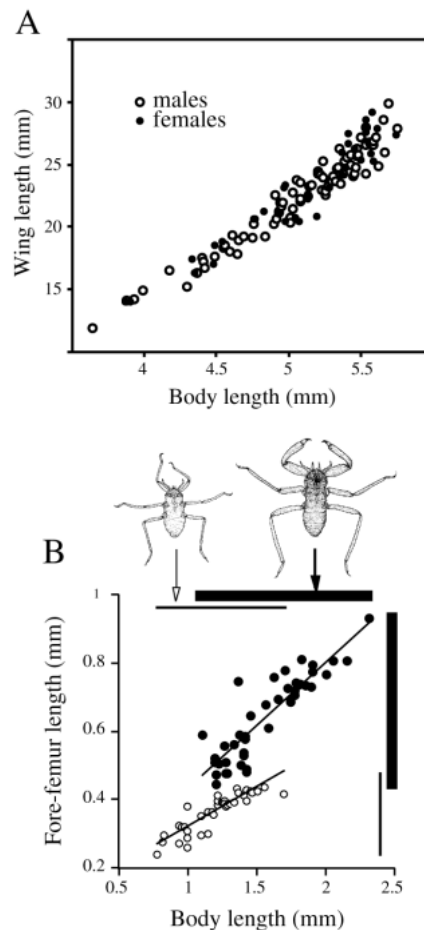 A
Wing length (mm)
30
25
20
15
males
females
4
4.5
5
5.5
Body length (mm)
B
Fore-femur length (mm)
1
0.8
0.6
0.4
0.2
0.5
1
1.5
2
2.5
Body length (mm)